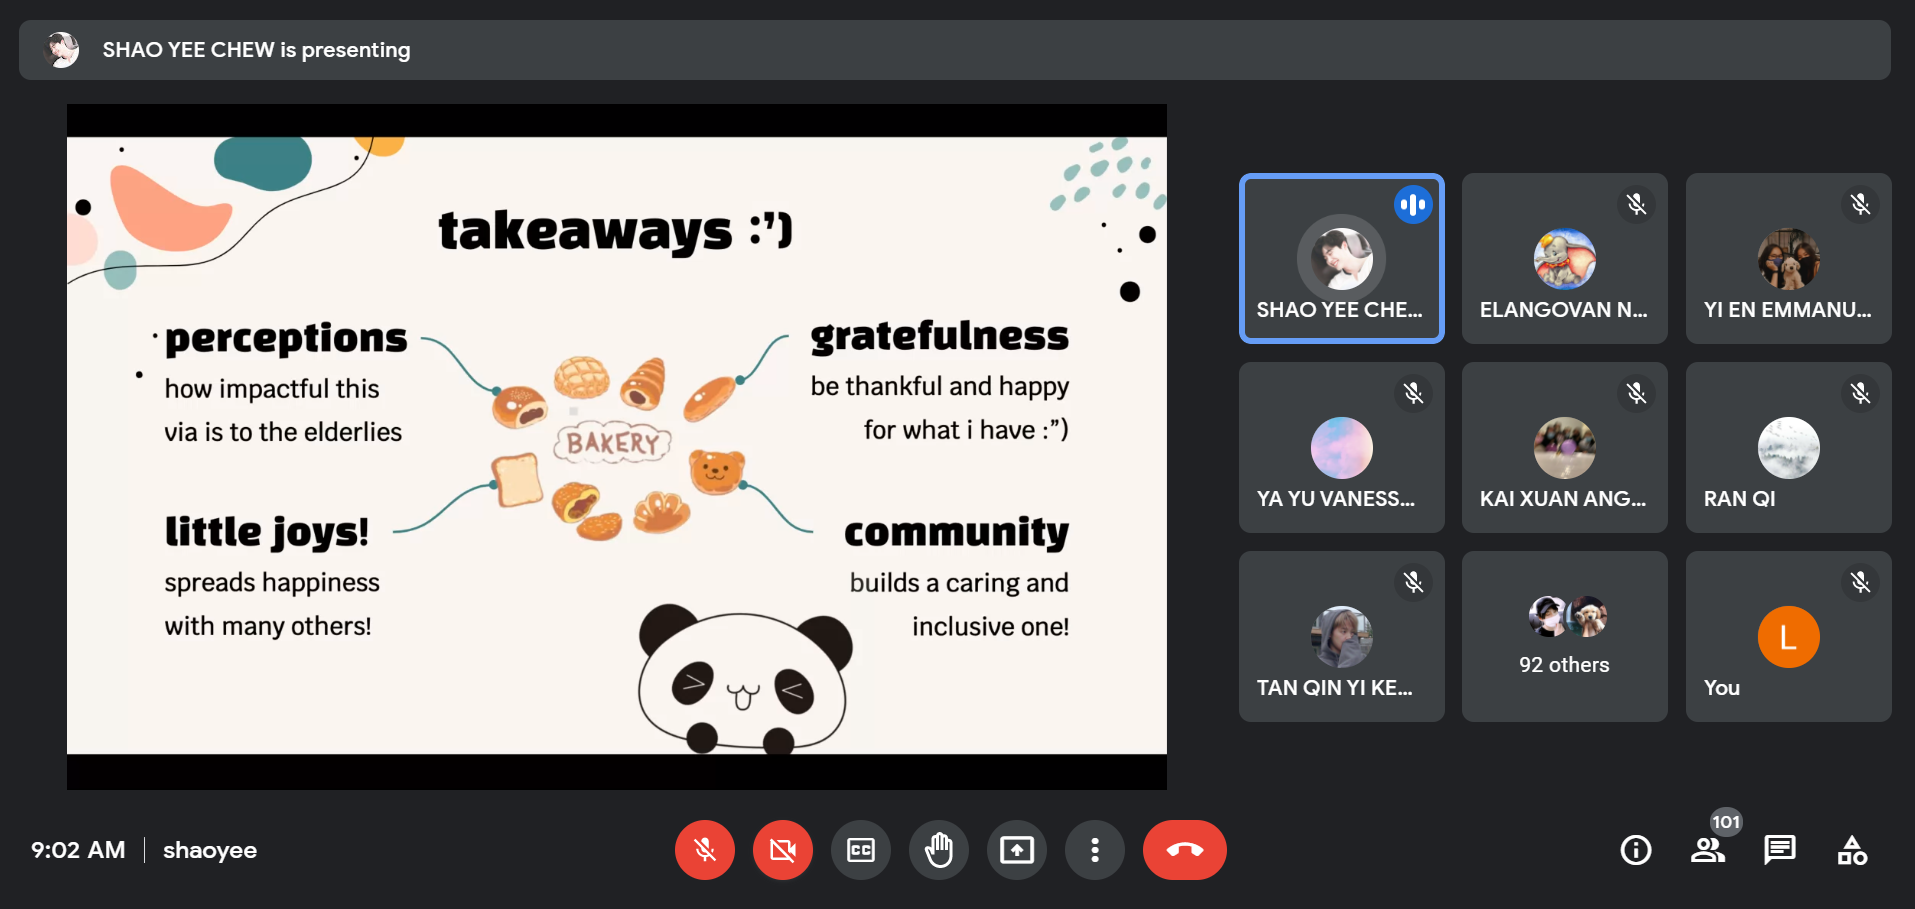 SHAO YEE CHEW is presenting
takeaways :')
perceptions
how impactful this
via is to the elderlies
gratefulness
be thankful and happy
for what i have :")
BAKERY
little joys!
spreads happiness
with many others!
community
builds a caring and
inclusive one!
SHAO YEE CHE...
ELANGOVAN N...
YI EN EMMANU...
YA YU VANESS...
KAI XUAN ANG...
RAN QI
TAN QIN YI KE...
92 others
L
You
9:02 AM
shaoyee
CC
101